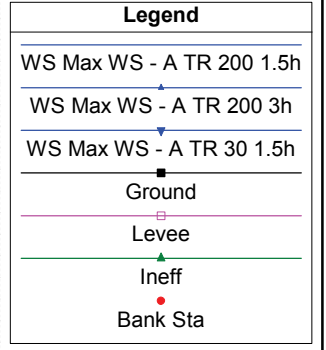 Legend
WS Max WS - A TR 200 1.5h
WS Max WS - A TR 200 3h
WS Max WS - A TR 30 1.5h
Ground
Levee
Ineff
Bank Sta